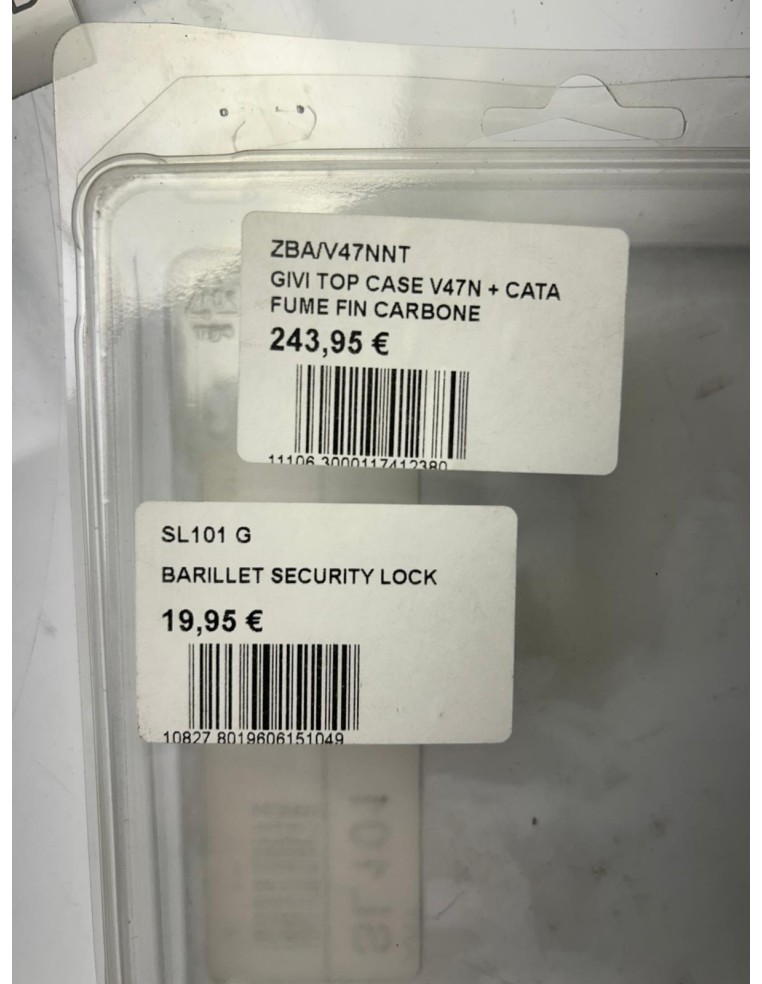 ZBA/V47NNT
GIVI TOP CASE V47N + CATA
FUME FIN CARBONE
243,95 €
11106 3000117412380
SL101 G
BARILLET SECURITY LOCK
19,95 €
10827 8019606151049
SL101